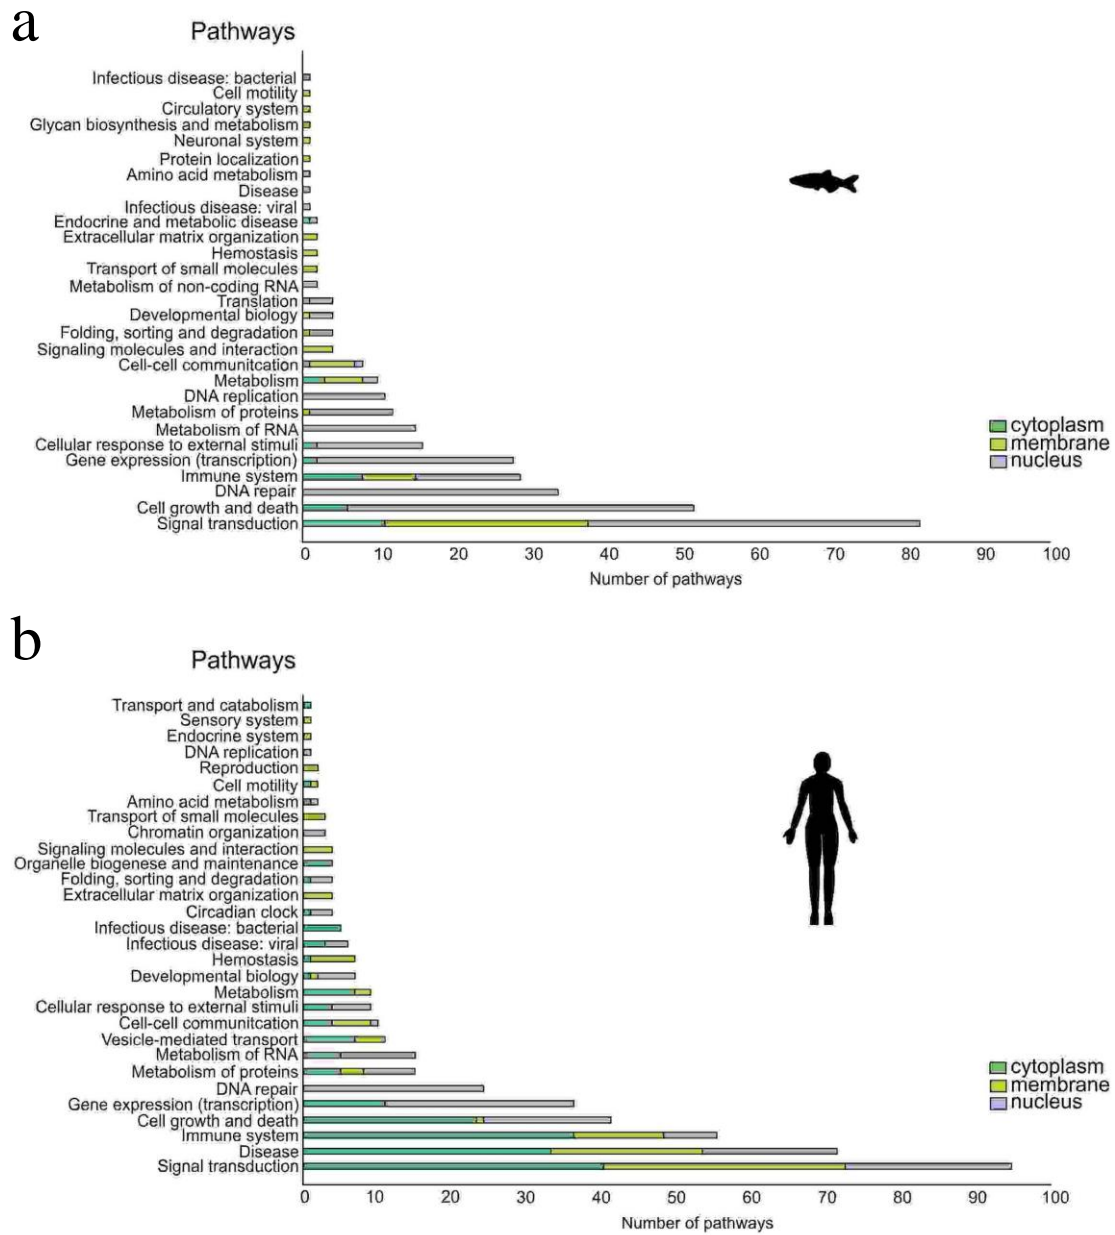 a
Pathways
Infectious disease: bacterial
Cell motility
Circulatory system
Glycan biosynthesis and metabolism
Neuronal system
Protein localization
Amino acid metabolism
Disease
Infectious disease: viral
Endocrine and metabolic disease
Extracellular matrix organization
Hemostasis
Transport of small molecules
Metabolism of non-coding RNA
Translation
Developmental biology
Folding, sorting and degradation
Signaling molecules and interaction
Cell-cell communitcation
Metabolism
DNA replication
Metabolism of proteins
Metabolism of RNA
Cellular response to external stimuli
Gene expression (transcription)
Immune system
DNA repair
Cell growth and death
Signal transduction
cytoplasm
membrane
nucleus
0 10 20 30 40 50 60 70 80 90 100
Number of pathways
b
Pathways
Transport and catabolism
Sensory system
Endocrine system
DNA replication
Reproduction
Cell motility
Amino acid metabolism
Transport of small molecules
Chromatin organization
Signaling molecules and interaction
Organelle biogenese and maintenance
Folding, sorting and degradation
Extracellular matrix organization
Circadian clock
Infectious disease: bacterial
Infectious disease: viral
Hemostasis
Developmental biology
Metabolism
Cellular response to external stimuli
Cell-cell communitcation
Vesicle-mediated transport
Metabolism of RNA
Metabolism of proteins
DNA repair
Gene expression (transcription)
Cell growth and death
Immune system
Disease
Signal transduction
cytoplasm
membrane
nucleus
0 10 20 30 40 50 60 70 80 90 100
Number of pathways